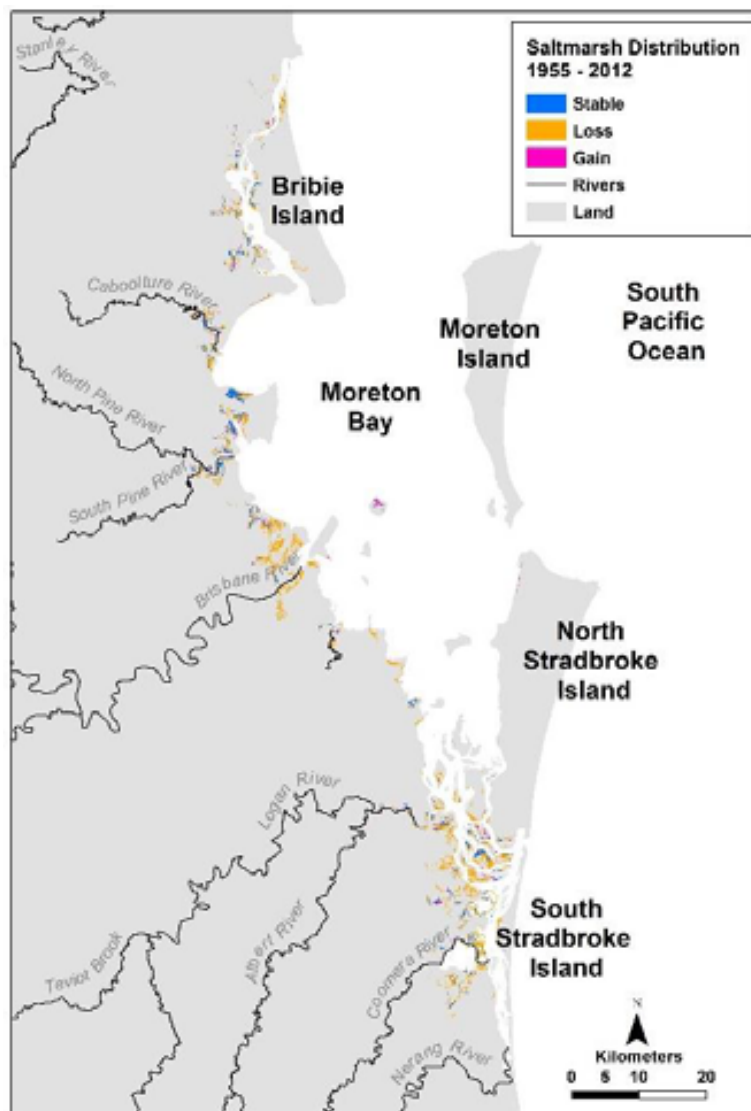 Saltmarsh Distribution
1955 - 2012
Stable
Loss
Gain
Rivers
Land
Stanley River
Bribie
Island
Caboolture River
Moreton
Island
South
Pacific
Ocean
North Pine River
Moreton
Bay
South Pine River
Brisbane River
North
Stradbroke
Island
Logan River
Albert River
Teviot Brook
Coomera River
South
Stradbroke
Island
Nerang River
N
Kilometers
0 5 10 20